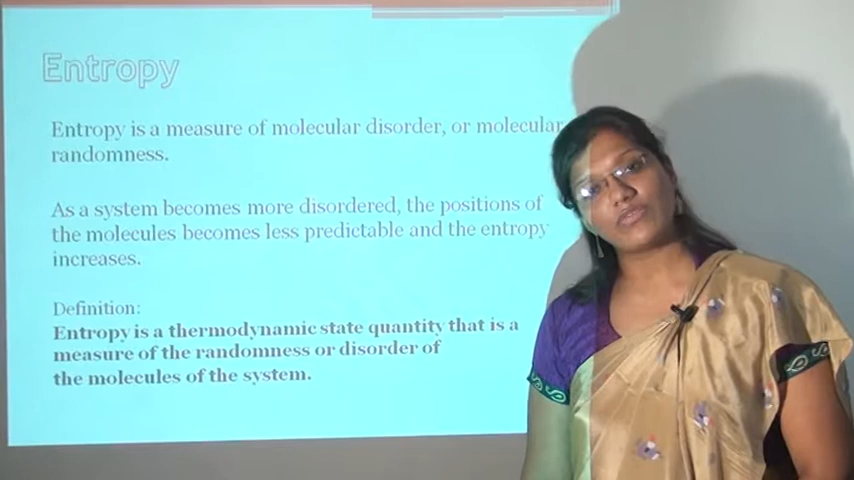 Entropy
Entropy is a measure of molecular disorder, or molecular
randomness.
As a system becomes more disordered, the positions of
the molecules becomes less predictable and the entropy
increases.
Definition:
Entropy is a thermodynamic state quantity that is a
measure of the randomness or disorder of
the molecules of the system.